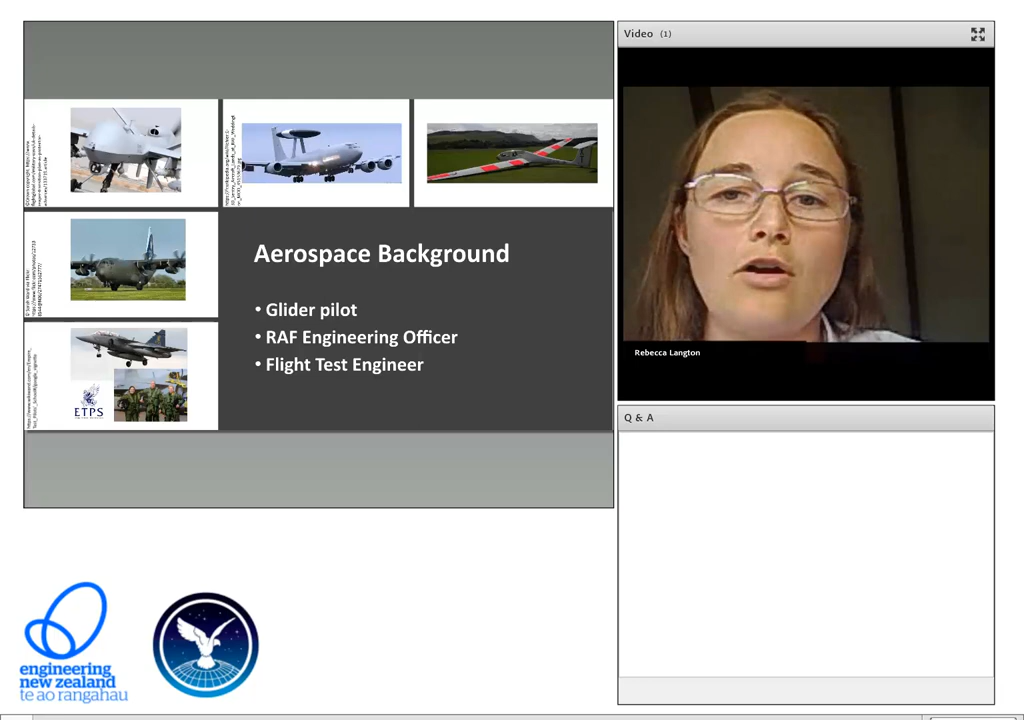 Video (1)
Aerospace Background
• Glider pilot
• RAF Engineering Officer
• Flight Test Engineer
ETPS
Rebecca Langton
Q & A
engineering
new zealand
te ao rangahau